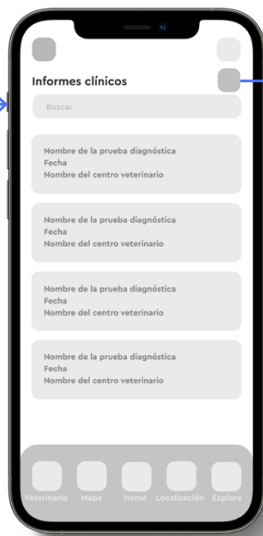 Informes clínicos
Buscar
Nombre de la prueba diagnóstica
Fecha
Nombre del centro veterinario
Nombre de la prueba diagnóstica
Fecha
Nombre del centro veterinario
Nombre de la prueba diagnóstica
Fecha
Nombre del centro veterinario
Nombre de la prueba diagnóstica
Fecha
Nombre del centro veterinario
Veterinario Mapa Home Localización Explora